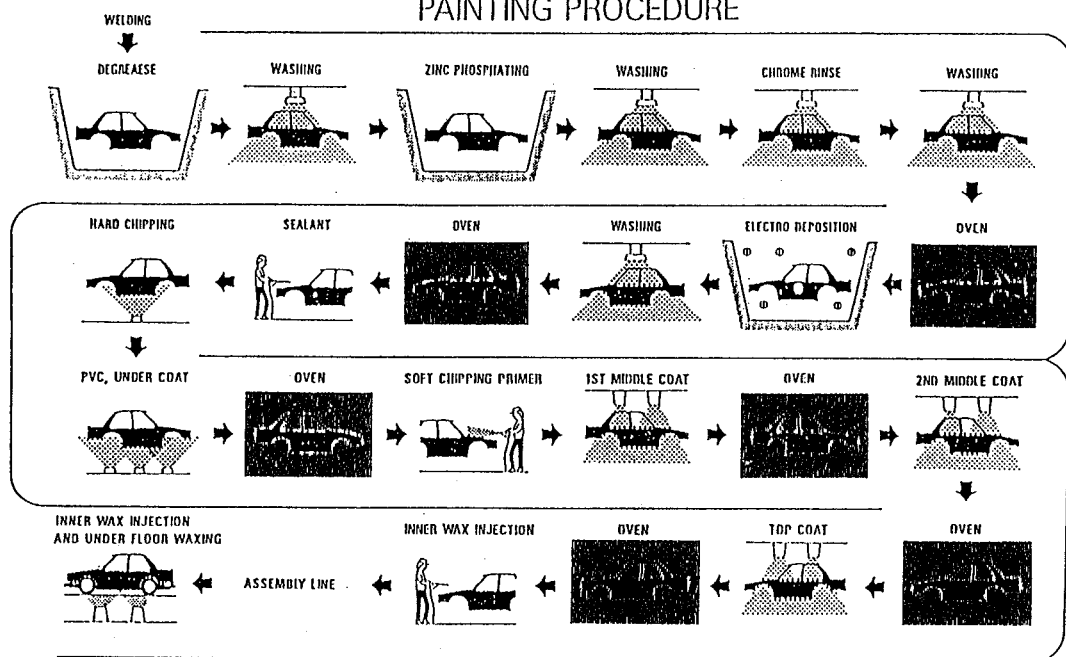 PAINTING PROCEDURE
WELDING
DEGREAESE
WASHING
ZINC PHOSPHATING
WASHING
CHROME RINSE
WASHING
HARD CHIPPING
SEALANT
OVEN
WASHING
ELECTRO DEPOSITION
OVEN
PVC, UNDER COAT
OVEN
SOFT CHIPPING PRIMER
1ST MIDDLE COAT
OVEN
2ND MIDDLE COAT
INNER WAX INJECTION
AND UNDER FLOOR WAXING
ASSEMBLY LINE
INNER WAX INJECTION
OVEN
TOP COAT
OVEN